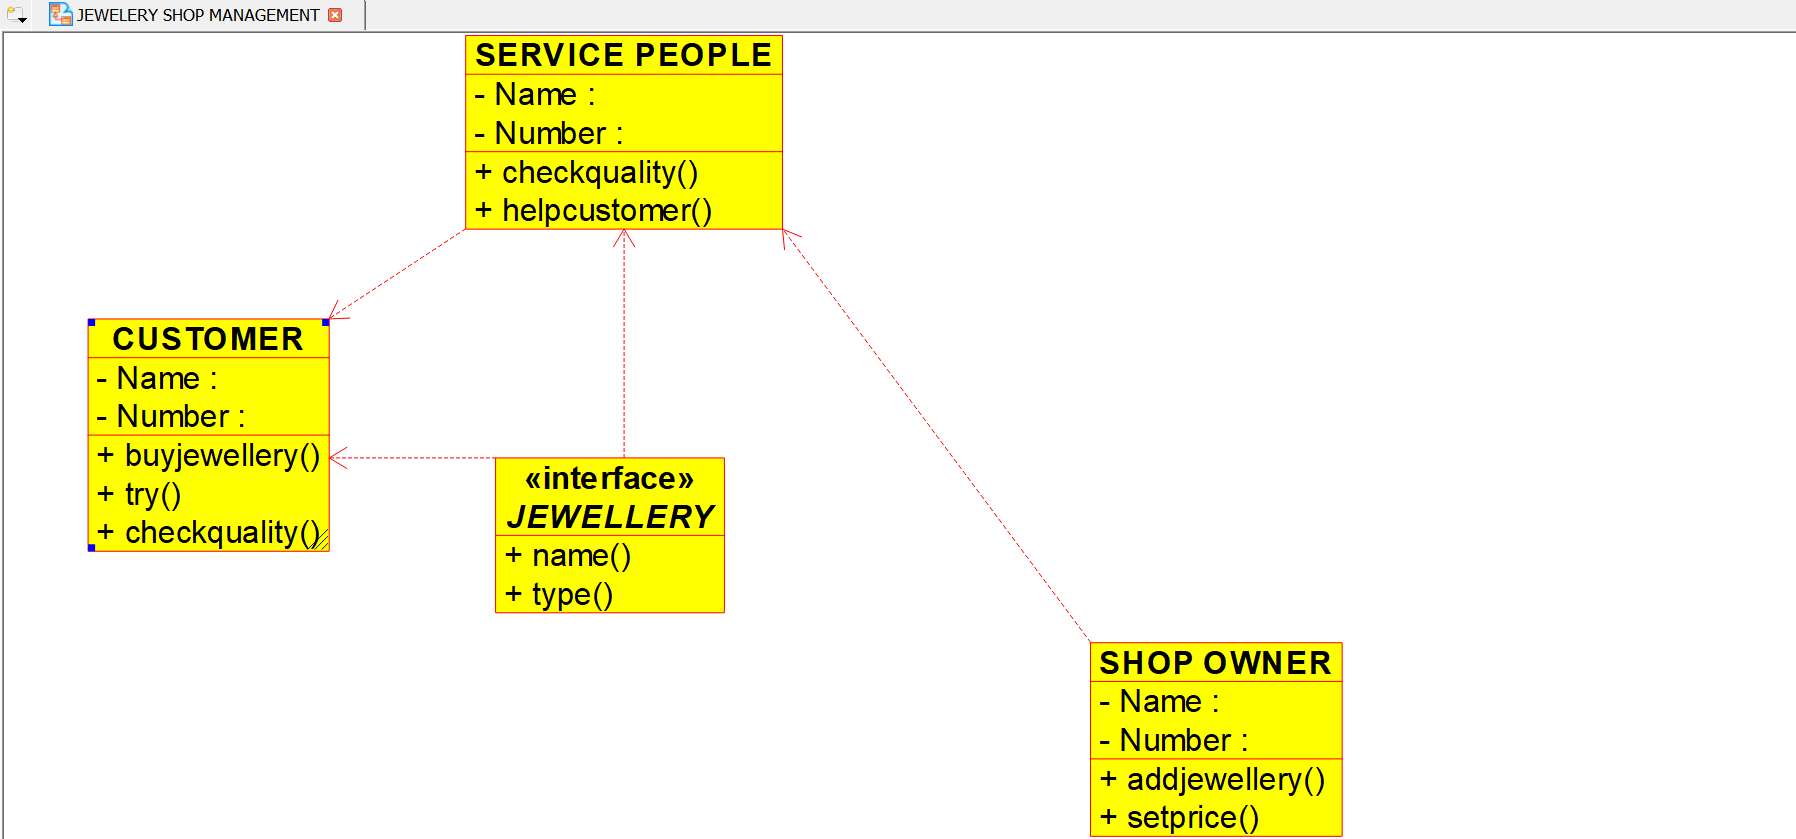 JEWELERY SHOP MANAGEMENT
SERVICE PEOPLE
- Name :
- Number :
+ checkquality()
+ helpcustomer()
CUSTOMER
- Name :
- Number :
+ buyjewellery()
+ try()
+ checkquality()
«interface»
JEWELLERY
+ name()
+ type()
SHOP OWNER
- Name :
- Number :
+ addjewellery()
+ setprice()